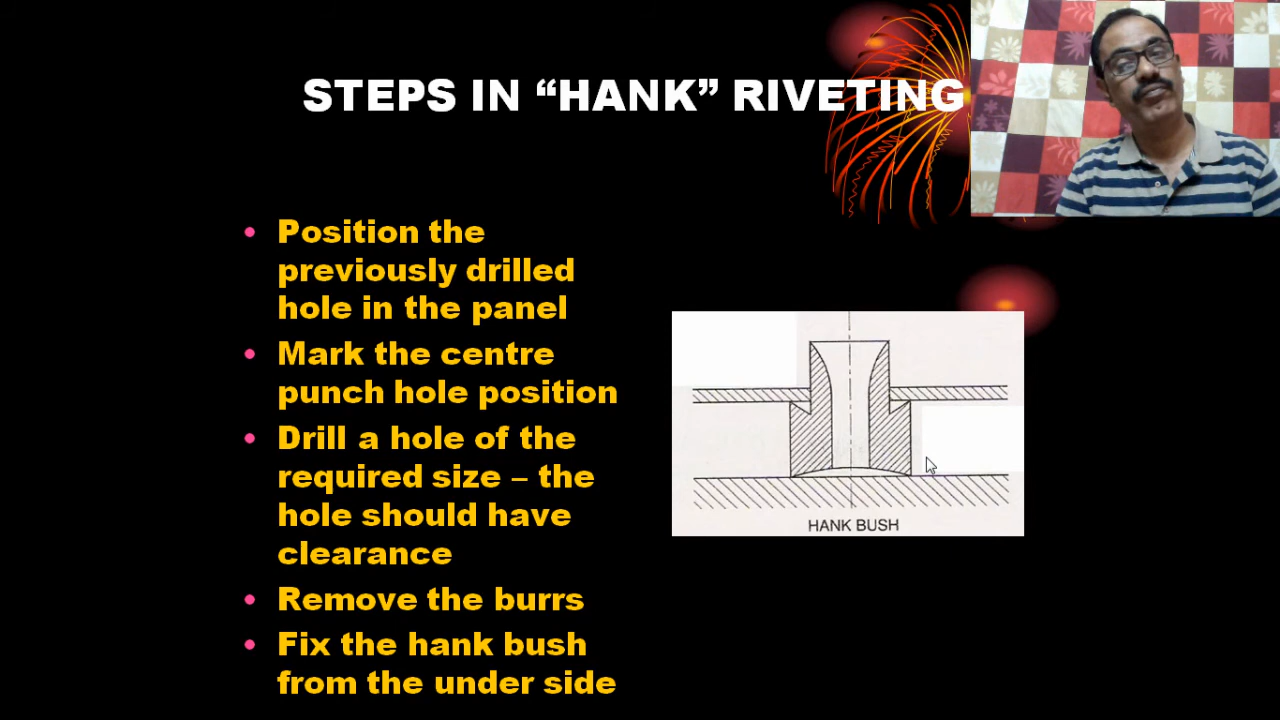 STEPS IN “HANK” RIVETING
• Position the
previously drilled
hole in the panel
• Mark the centre
punch hole position
• Drill a hole of the
required size – the
hole should have
clearance
• Remove the burrs
• Fix the hank bush
from the under side
HANK BUSH